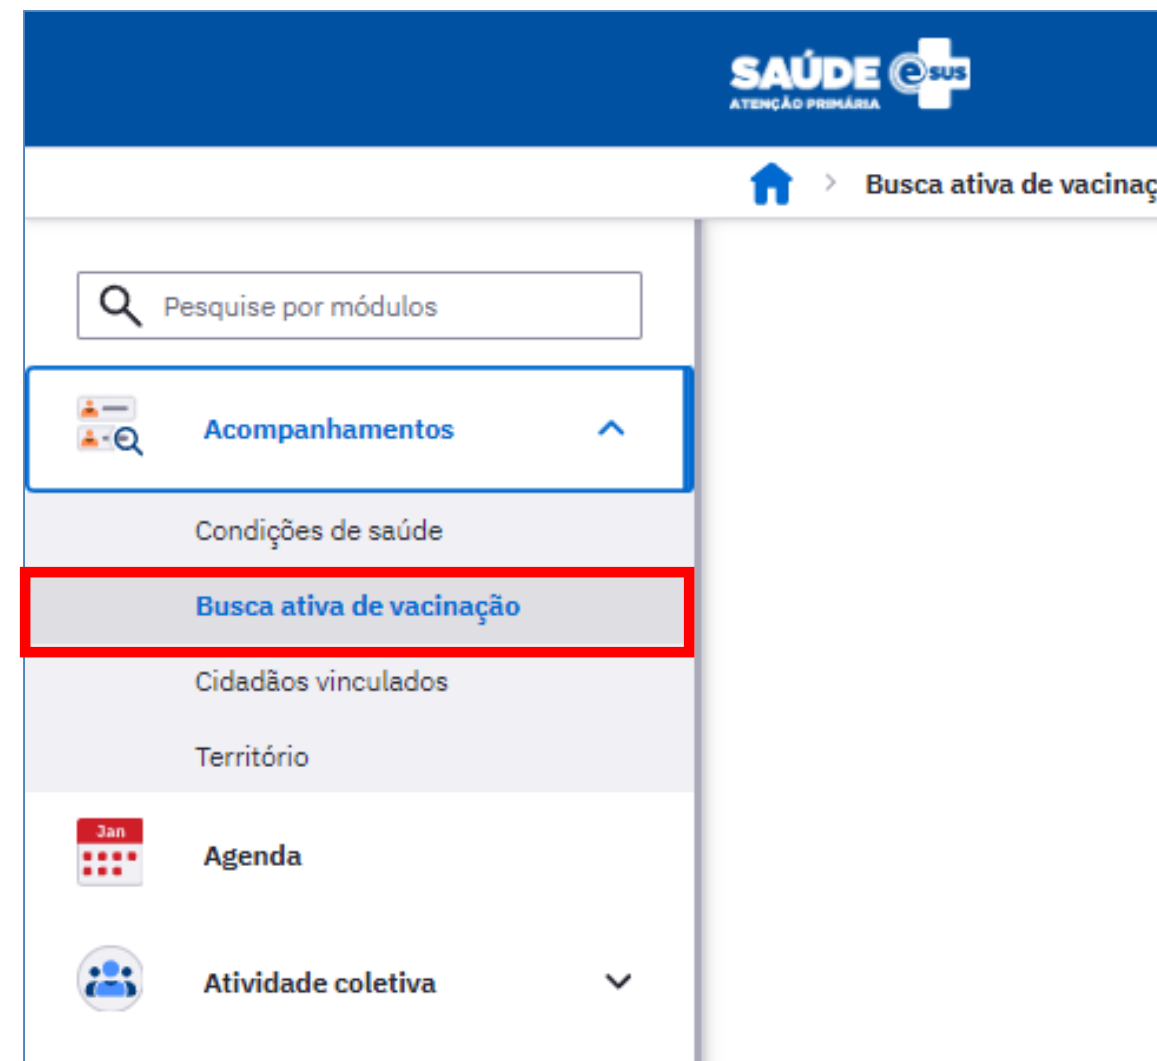 SAÚDE e sus
ATENÇÃO PRIMÁRIA
Busca ativa de vacinaç
Pesquise por módulos
Acompanhamentos
Condições de saúde
Busca ativa de vacinação
Cidadãos vinculados
Território
Jan
Agenda
Atividade coletiva